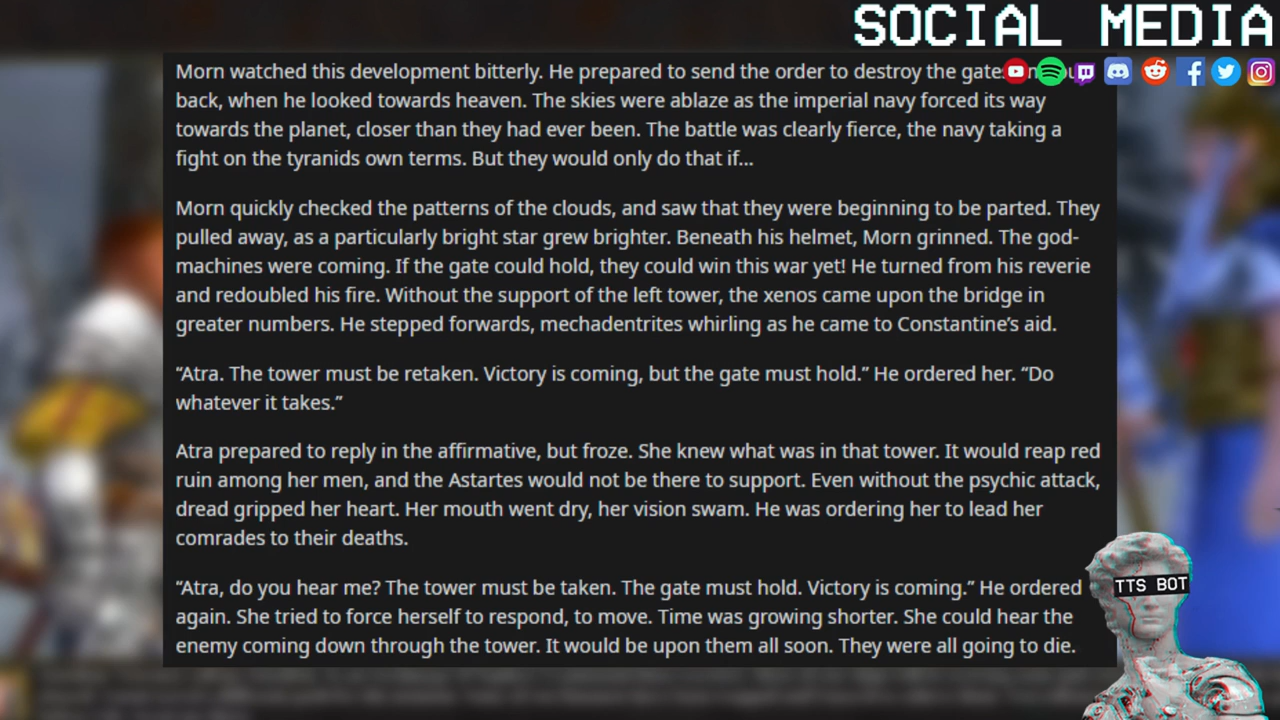 SOCIAL MEDIA
Morn watched this development bitterly. He prepared to send the order to destroy the gate
back, when he looked towards heaven. The skies were ablaze as the imperial navy forced its way
towards the planet, closer than they had ever been. The battle was clearly fierce, the navy taking a
fight on the tyranids own terms. But they would only do that if...
Morn quickly checked the patterns of the clouds, and saw that they were beginning to be parted. They
pulled away, as a particularly bright star grew brighter. Beneath his helmet, Morn grinned. The god-
machines were coming. If the gate could hold, they could win this war yet! He turned from his reverie
and redoubled his fire. Without the support of the left tower, the xenos came upon the bridge in
greater numbers. He stepped forwards, mechadentrites whirling as he came to Constantine’s aid.
“Atra. The tower must be retaken. Victory is coming, but the gate must hold.” He ordered her. “Do
whatever it takes.”
Atra prepared to reply in the affirmative, but froze. She knew what was in that tower. It would reap red
ruin among her men, and the Astartes would not be there to support. Even without the psychic attack,
dread gripped her heart. Her mouth went dry, her vision swam. He was ordering her to lead her
comrades to their deaths.
“Atra, do you hear me? The tower must be taken. The gate must hold. Victory is coming.” He ordered
again. She tried to force herself to respond, to move. Time was growing shorter. She could hear the
enemy coming down through the tower. It would be upon them all soon. They were all going to die.
TTS BOT